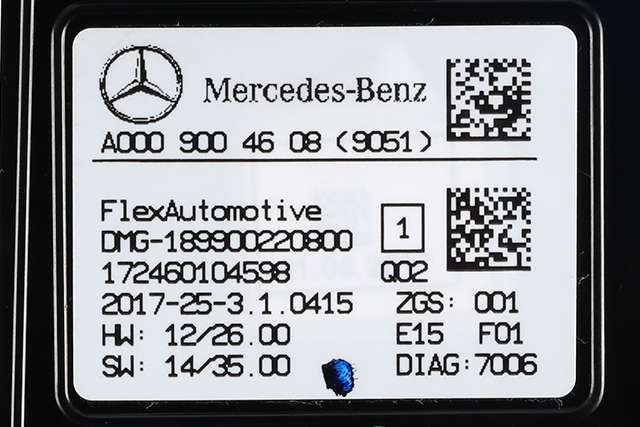 Mercedes-Benz
A000 900 46 08 (9051)
FlexAutomotive
DMG-189900220800
1
172460104598 Q02
2017-25-3.1.0415 ZGS: 001
HW: 12/26.00 E15 F01
SW: 14/35.00 DIAG:7006